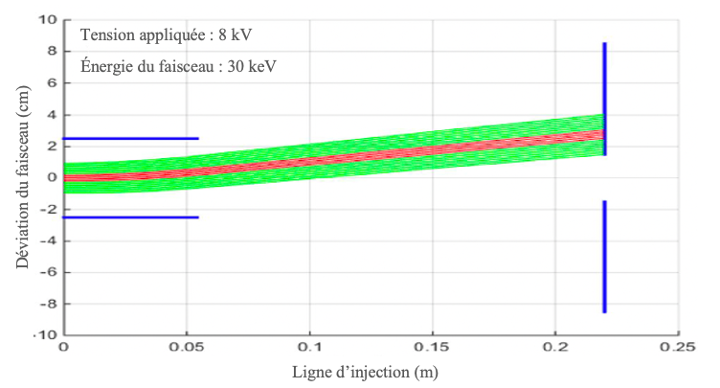 Tension appliquée : 8 kV
Énergie du faisceau : 30 keV
Déviation du faisceau (cm)
10
8
6
4
2
0
-2
-4
-6
-8
-10
0 0.05 0.1 0.15 0.2 0.25
Ligne d’injection (m)